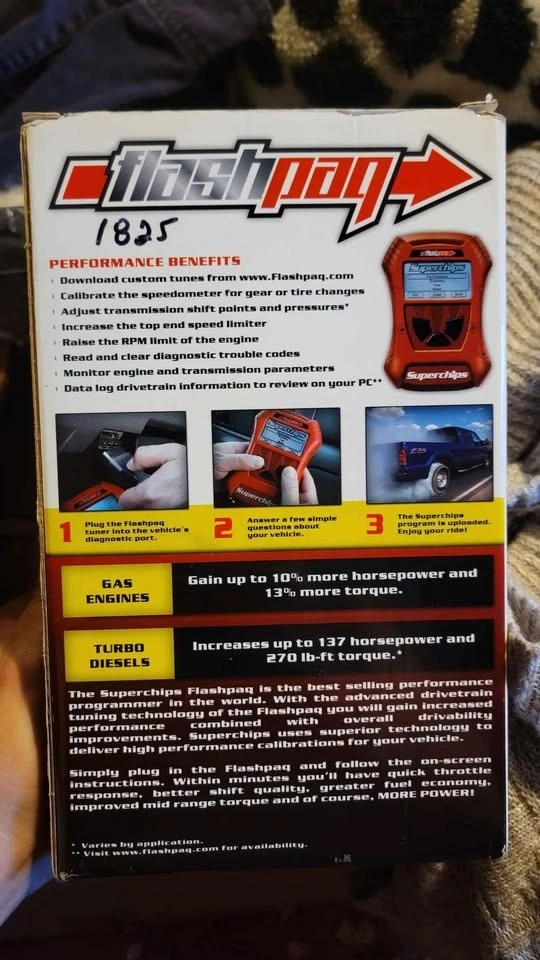 flashpaq
1825
PERFORMANCE BENEFITS
Download custom tunes from www.Flashpaq.com
Calibrate the speedometer for gear or tire changes
Adjust transmission shift points and pressures*
Increase the top end speed limiter
Raise the RPM limit of the engine
Read and clear diagnostic trouble codes
Monitor engine and transmission parameters
Data log drivetrain information to review on your PC**
flashpaq
Superchips
Superchips
1 Plug the Flashpaq
tuner into the vehicle's
diagnostic port.
2 Answer a few simple
questions about
your vehicle.
3 The Superchips
program is uploaded.
Enjoy your ride!
GAS
ENGINES
Gain up to 10% more horsepower and
13% more torque.
TURBO
DIESELS
Increases up to 137 horsepower and
270 lb-ft torque.*
The Superchips Flashpaq is the best selling performance
programmer in the world. With the advanced drivetrain
tuning technology of the Flashpaq you will gain increased
performance combined with overall drivability
improvements. Superchips uses superior technology to
deliver high performance calibrations for your vehicle.
Simply plug in the Flashpaq and follow the on-screen
instructions. Within minutes you'll have quick throttle
response, better shift quality, greater fuel economy,
improved mid range torque and of course, MORE POWER!
* Varies by application.
** Visit www.flashpaq.com for availability.